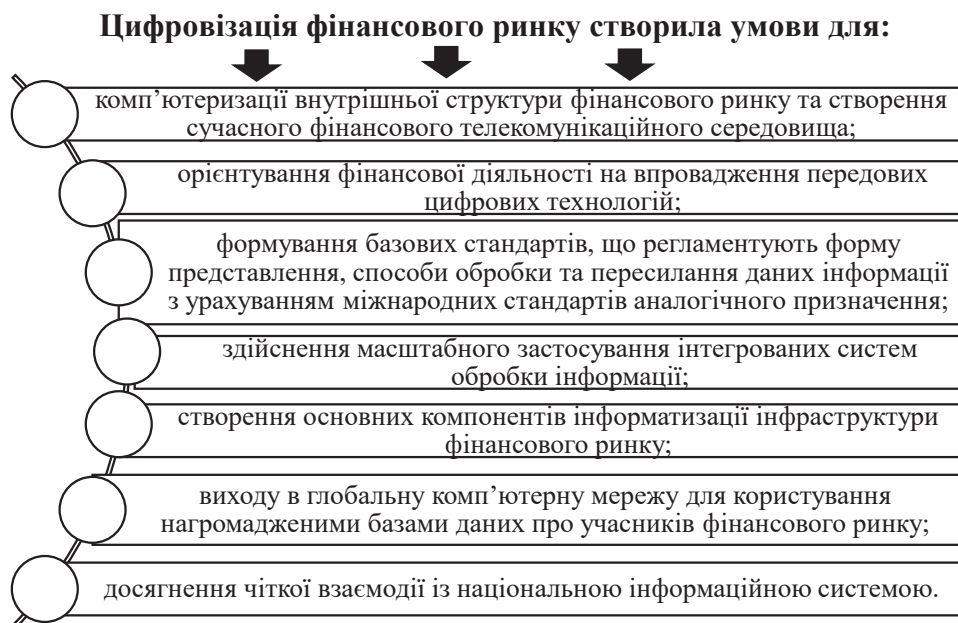 Цифровізація фінансового ринку створила умови для:
комп’ютеризації внутрішньої структури фінансового ринку та створення
сучасного фінансового телекомунікаційного середовища;
орієнтування фінансової діяльності на впровадження передових
цифрових технологій;
формування базових стандартів, що регламентують форму
представлення, способи обробки та пересилання даних інформації
з урахуванням міжнародних стандартів аналогічного призначення;
здійснення масштабного застосування інтегрованих систем
обробки інформації;
створення основних компонентів інформатизації інфраструктури
фінансового ринку;
виходу в глобальну комп’ютерну мережу для користування
нагромадженими базами даних про учасників фінансового ринку;
досягнення чіткої взаємодії із національною інформаційною системою.